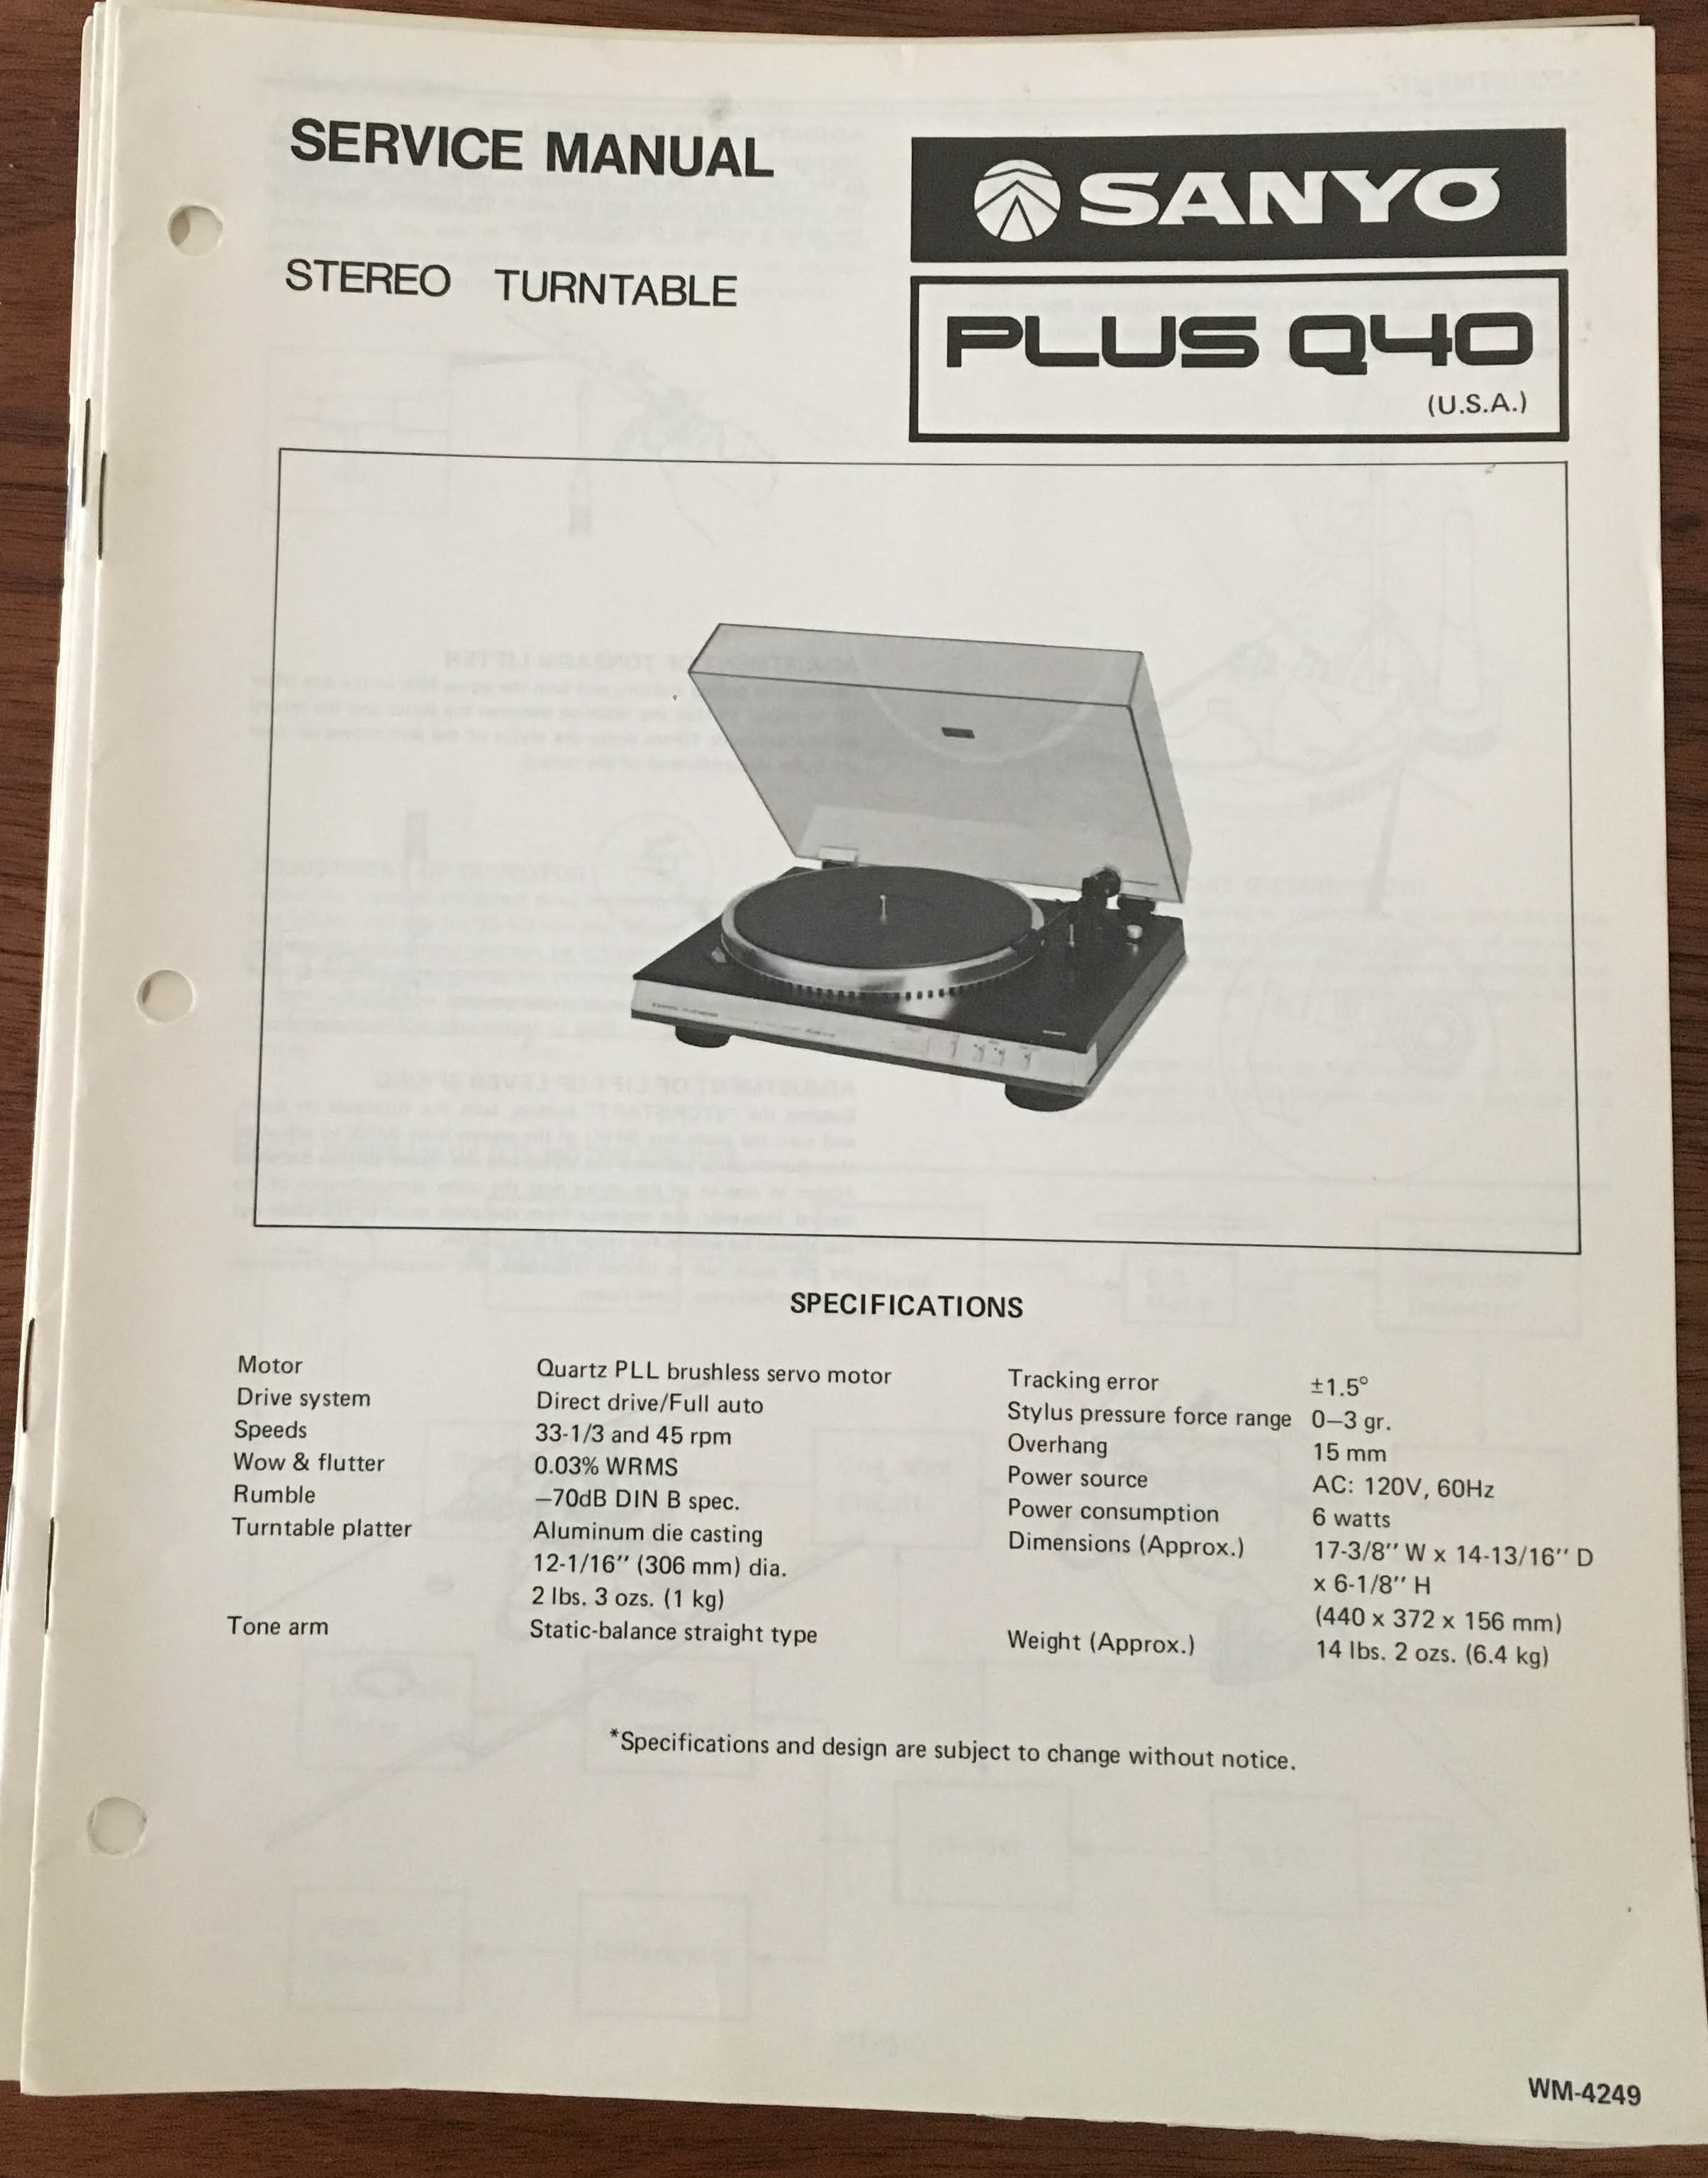 SERVICE MANUAL
SANYO
STEREO TURNTABLE
PLUS Q40
(U.S.A.)
SPECIFICATIONS
Motor Quartz PLL brushless servo motor
Drive system Direct drive/Full auto
Speeds 33-1/3 and 45 rpm
Wow & flutter 0.03% WRMS
Rumble –70dB DIN B spec.
Turntable platter Aluminum die casting
12-1/16′′ (306 mm) dia.
2 lbs. 3 ozs. (1 kg)
Tone arm Static-balance straight type
Tracking error ±1.5°
Stylus pressure force range 0–3 gr.
Overhang 15 mm
Power source AC: 120V, 60Hz
Power consumption 6 watts
Dimensions (Approx.) 17-3/8′′ W x 14-13/16′′ D
x 6-1/8′′ H
(440 x 372 x 156 mm)
Weight (Approx.) 14 lbs. 2 ozs. (6.4 kg)
*Specifications and design are subject to change without notice.
WM-4249